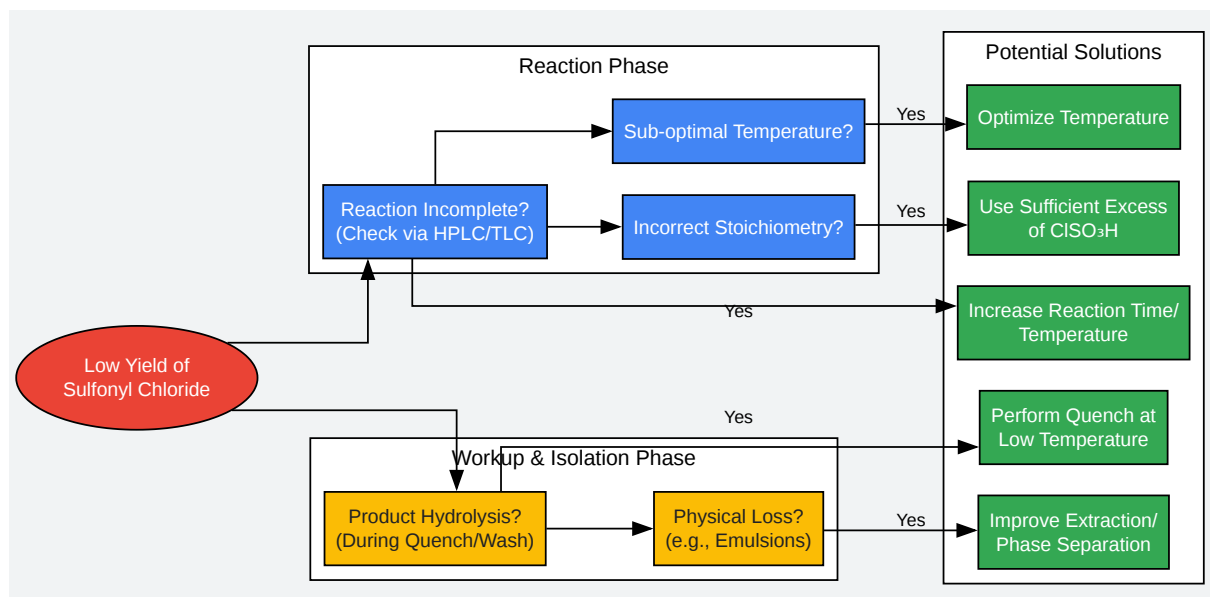 Reaction Phase
Potential Solutions
Sub-optimal Temperature?
Yes
Optimize Temperature
Reaction Incomplete?
(Check via HPLC/TLC)
Incorrect Stoichiometry?
Yes
Use Sufficient Excess
of ClSO₃H
Yes
Increase Reaction Time/
Temperature
Low Yield of
Sulfonyl Chloride
Yes
Perform Quench at
Low Temperature
Workup & Isolation Phase
Product Hydrolysis?
(During Quench/Wash)
Physical Loss?
(e.g., Emulsions)
Yes
Improve Extraction/
Phase Separation